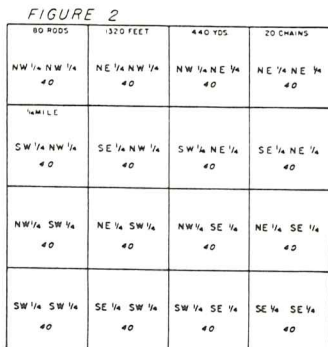 FIGURE 2
80 RODS 1320 FEET 440 YDS. 20 CHAINS
NW 1/4 NW 1/4 NE 1/4 NW 1/4 NW 1/4 NE 1/4 NE 1/4 NE 1/4
40 40 40 40
1/4 MILE
SW 1/4 NW 1/4 SE 1/4 NW 1/4 SW 1/4 NE 1/4 SE 1/4 NE 1/4
40 40 40 40
NW 1/4 SW 1/4 NE 1/4 SW 1/4 NW 1/4 SE 1/4 NE 1/4 SE 1/4
40 40 40 40
SW 1/4 SW 1/4 SE 1/4 SW 1/4 SW 1/4 SE 1/4 SE 1/4 SE 1/4
40 40 40 40